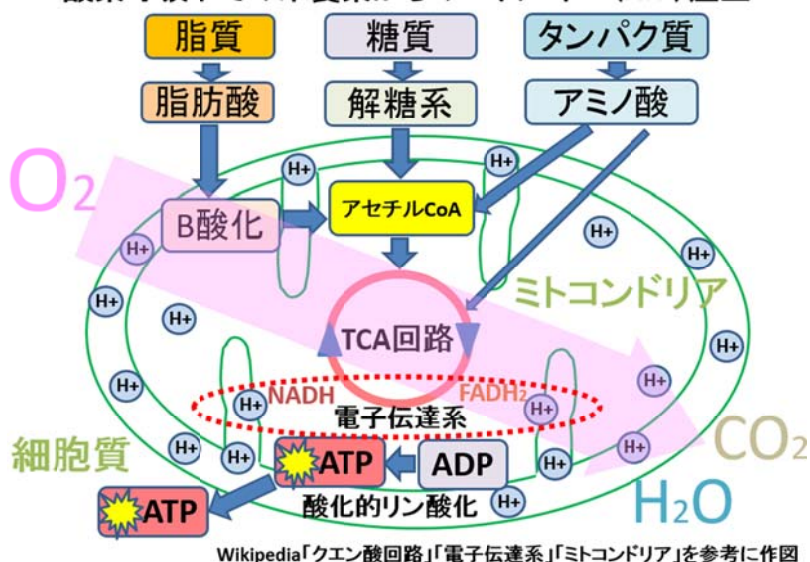 脂質
糖質
タンパク質
脂肪酸
解糖系
アミノ酸
O2
H+
H+
B酸化
アセチルCoA
H+
H+
H+
H+
ミトコンドリア
H+
H+
TCA回路
H+
H+
NADH
FADH2
H+
H+
電子伝達系
CO2
細胞質
H+
H+
H+
H+
ATP
ADP
H+
H2O
ATP
酸化的リン酸化
Wikipedia「クエン酸回路」「電子伝達系」「ミトコンドリア」を参考に作図